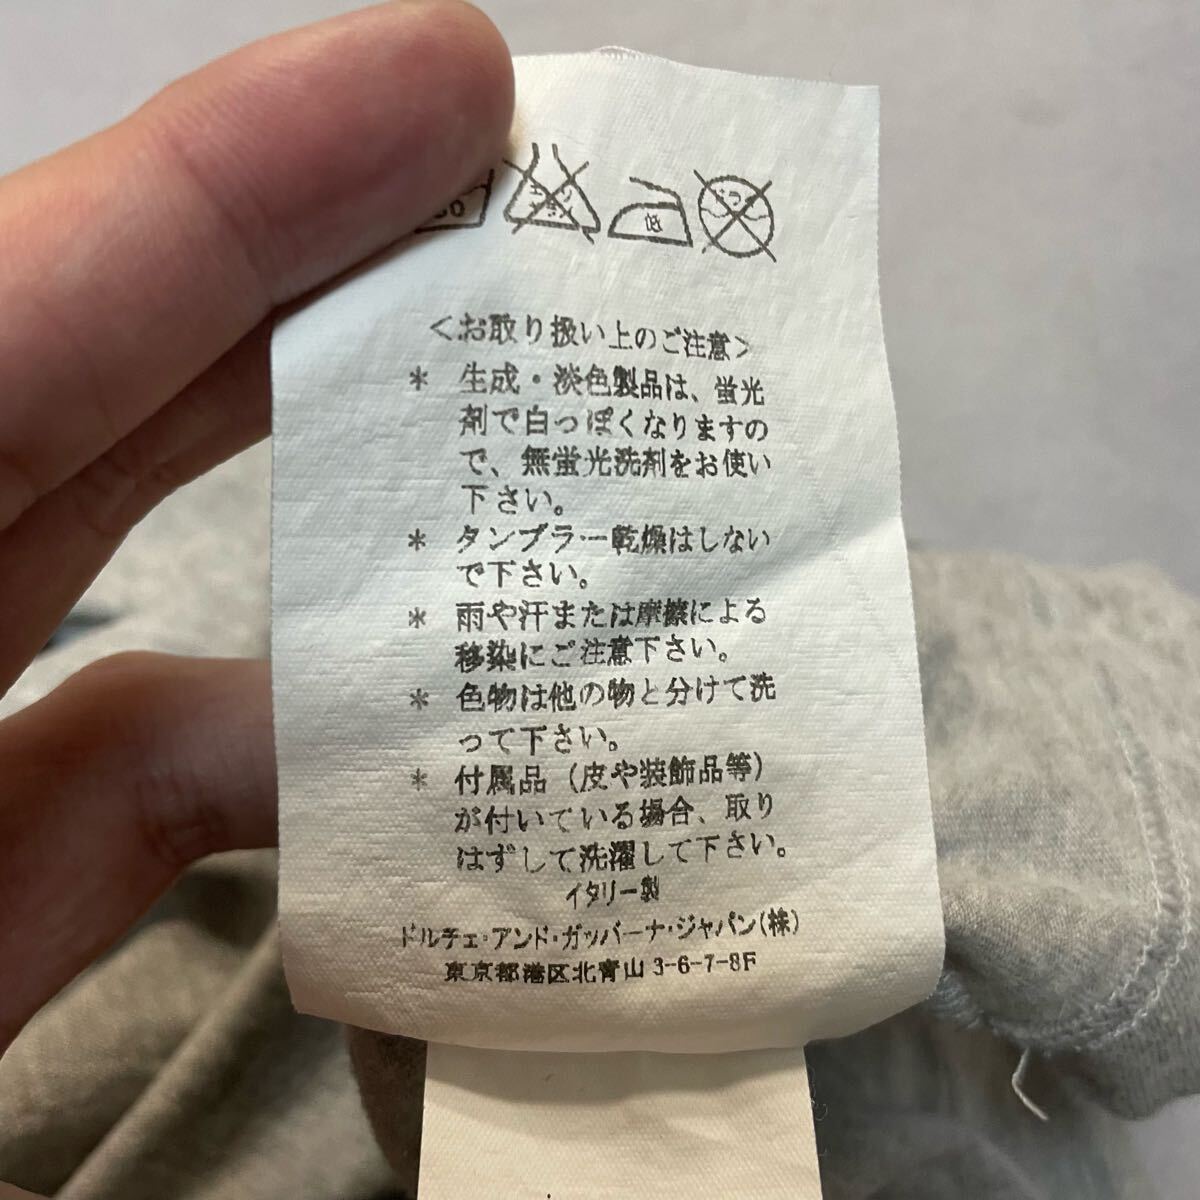 <お取り扱い上のご注意>
* 生成・淡色製品は、蛍光
剤で白っぽくなりますの
で、無蛍光洗剤をお使い
下さい。
* タンブラー乾燥はしない
で下さい。
* 雨や汗または摩擦による
移染にご注意下さい。
* 色物は他の物と分けて洗
って下さい。
* 付属品(皮や装飾品等)
が付いている場合、取り
はずして洗濯して下さい。
イタリー製
ドルチェ・アンド・ガッバーナ・ジャパン(株)
東京都港区北青山3-6-7-8F